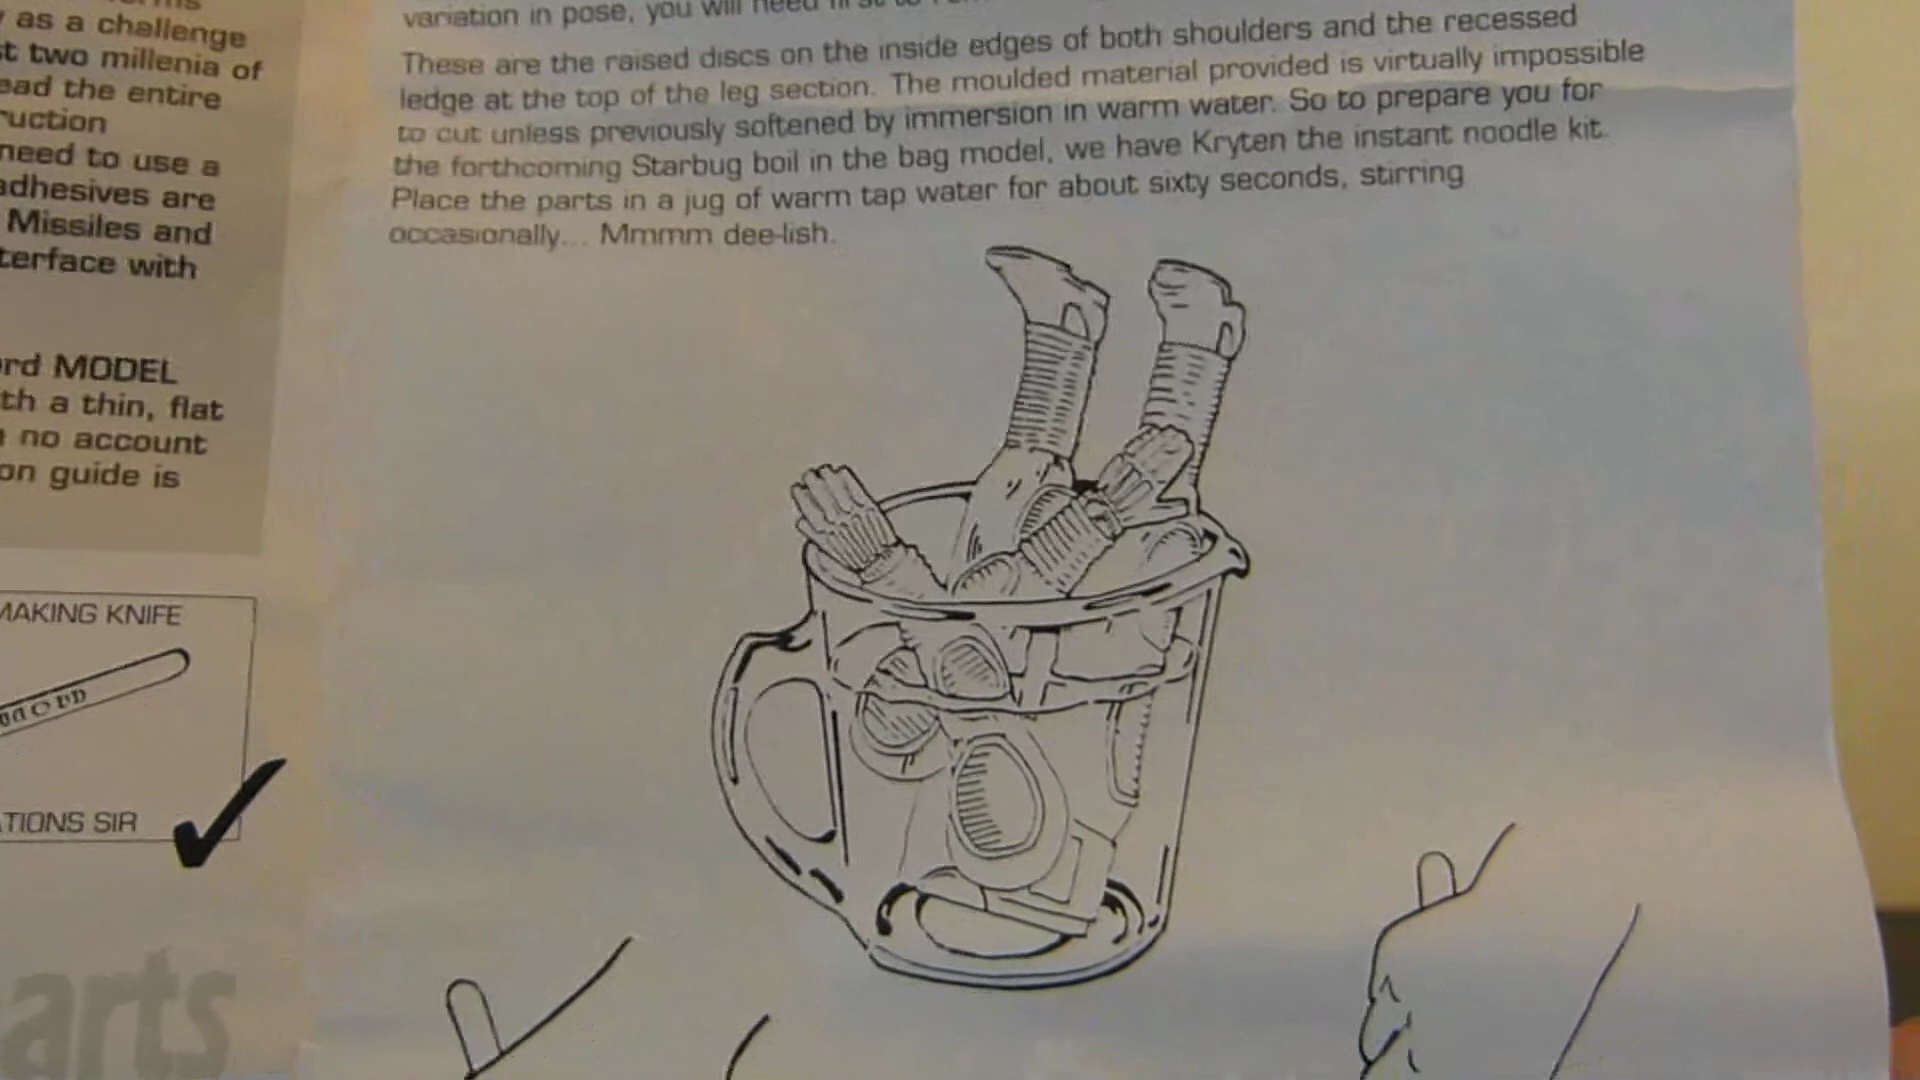 as a challenge
two millenia of
the entire
need to use a
adhesives are
Missiles and
with
MODEL
a thin, flat
no account
guide is
MAKING KNIFE
SIR
arts
variation in pose, you will need
These are the raised discs on the inside edges of both shoulders and the recessed
ledge at the top of the leg section. The moulded material provided is virtually impossible
to cut unless previously softened by immersion in warm water. So to prepare you for
the forthcoming Starbug boil in the bag model, we have Kryten the instant noodle kit.
Place the parts in a jug of warm tap water for about sixty seconds, stirring
occasionally... Mmmm dee-lish.